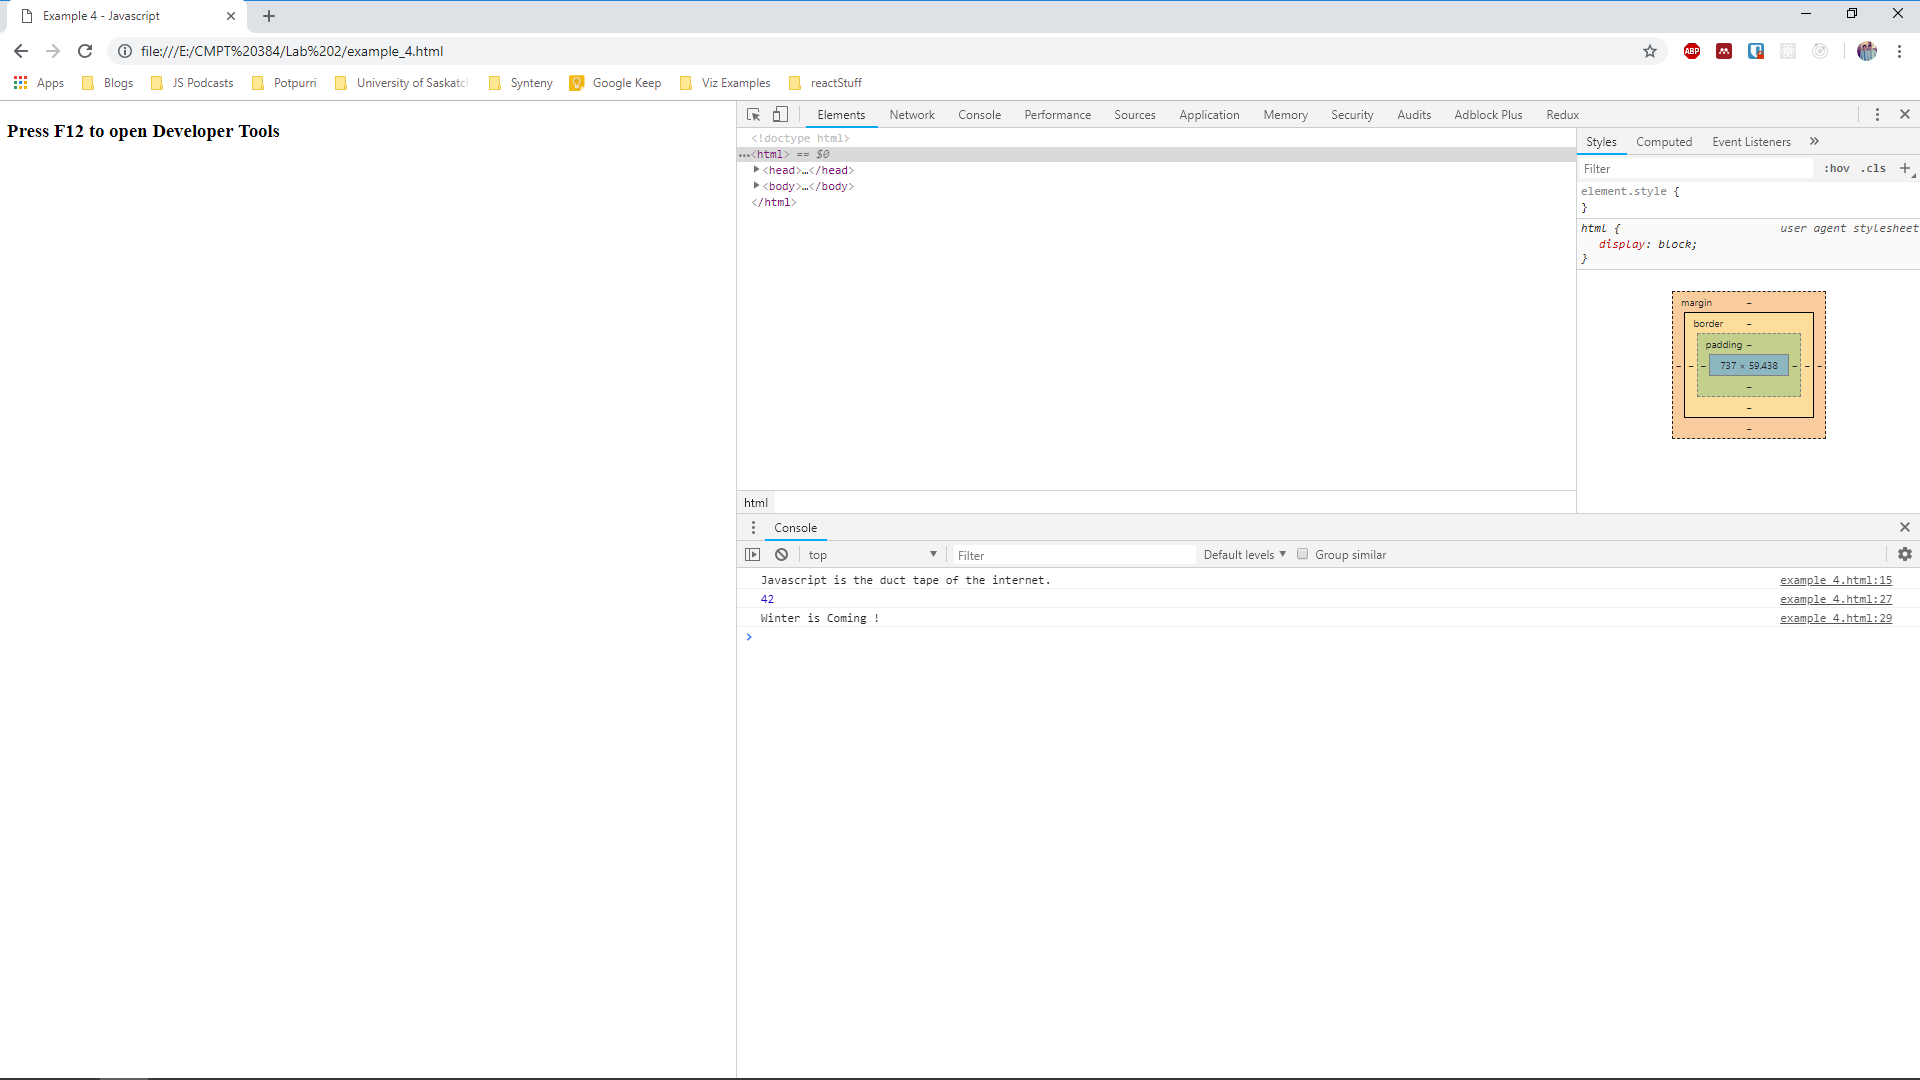 Example 4 - Javascript
file:///E:/CMPT%20384/Lab%202/example_4.html
ABP
Apps Blogs JS Podcasts Potpurri University of Saskatc Synteny Google Keep Viz Examples reactStuff
Press F12 to open Developer Tools
Elements Network Console Performance Sources Application Memory Security Audits Adblock Plus Redux
<!doctype html>
…<html> == $0
<head>…</head>
<body>…</body>
</html>
html
Styles Computed Event Listeners »
Filter :hov .cls +
element.style {
}
html { user agent stylesheet
display: block;
}
margin –
border –
padding –
– – – 737 × 59.438 – – –
–
–
–
Console
top Filter Default levels Group similar
Javascript is the duct tape of the internet. example_4.html:15
42 example_4.html:27
Winter is Coming ! example_4.html:29
>